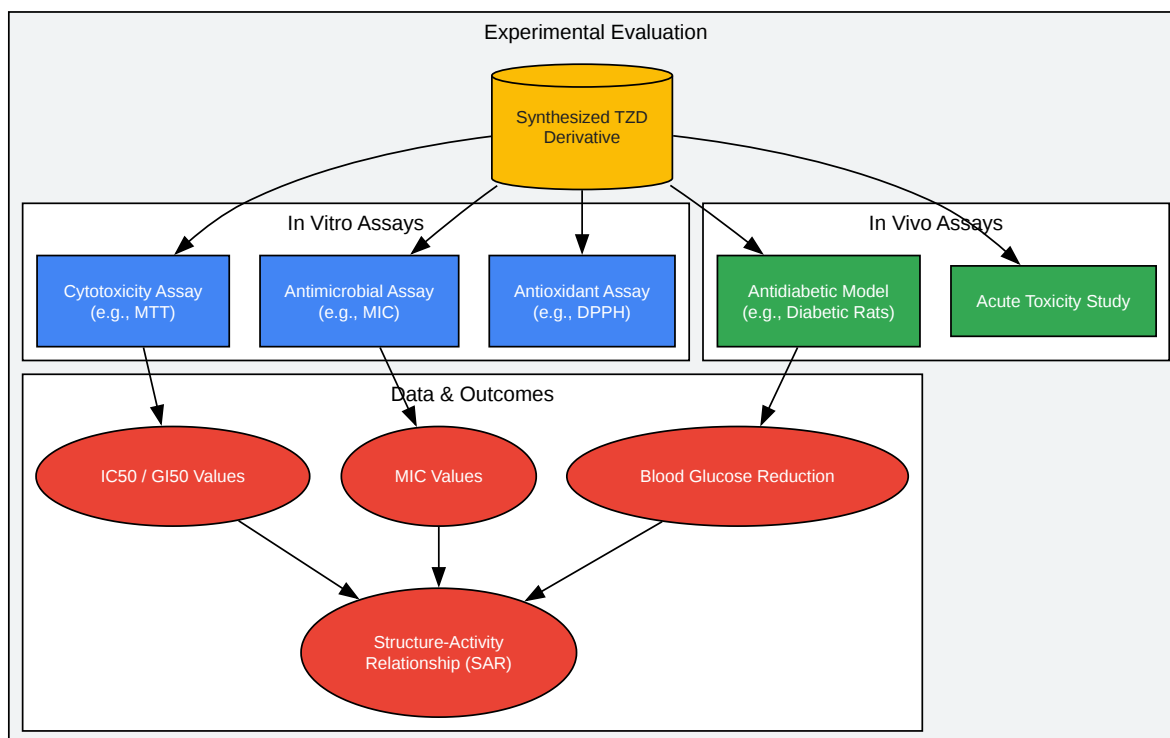 Experimental Evaluation
Synthesized TZD
Derivative
In Vitro Assays
In Vivo Assays
Cytotoxicity Assay
(e.g., MTT)
Antimicrobial Assay
(e.g., MIC)
Antioxidant Assay
(e.g., DPPH)
Antidiabetic Model
(e.g., Diabetic Rats)
Acute Toxicity Study
Data & Outcomes
IC50 / GI50 Values
MIC Values
Blood Glucose Reduction
Structure-Activity
Relationship (SAR)